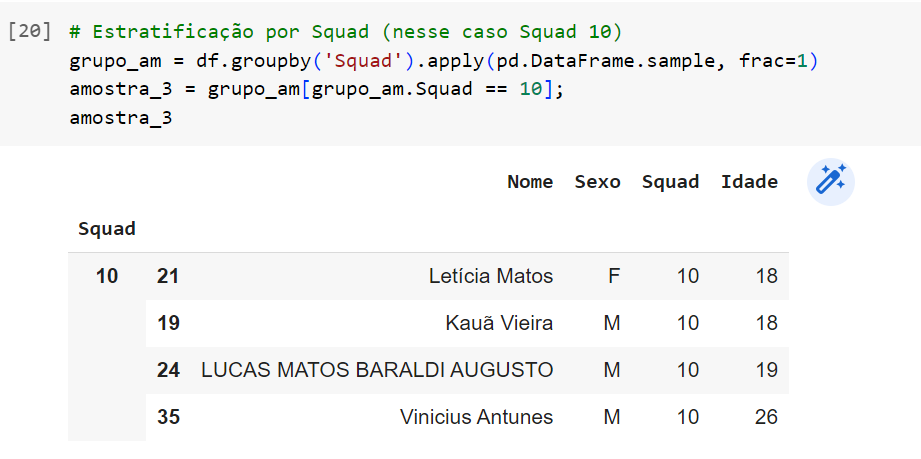 [20] # Estratificação por Squad (nesse caso Squad 10)
grupo_am = df.groupby('Squad').apply(pd.DataFrame.sample, frac=1)
amostra_3 = grupo_am[grupo_am.Squad == 10];
amostra_3
Nome Sexo Squad Idade
Squad
10 21 Letícia Matos F 10 18
19 Kauã Vieira M 10 18
24 LUCAS MATOS BARALDI AUGUSTO M 10 19
35 Vinicius Antunes M 10 26